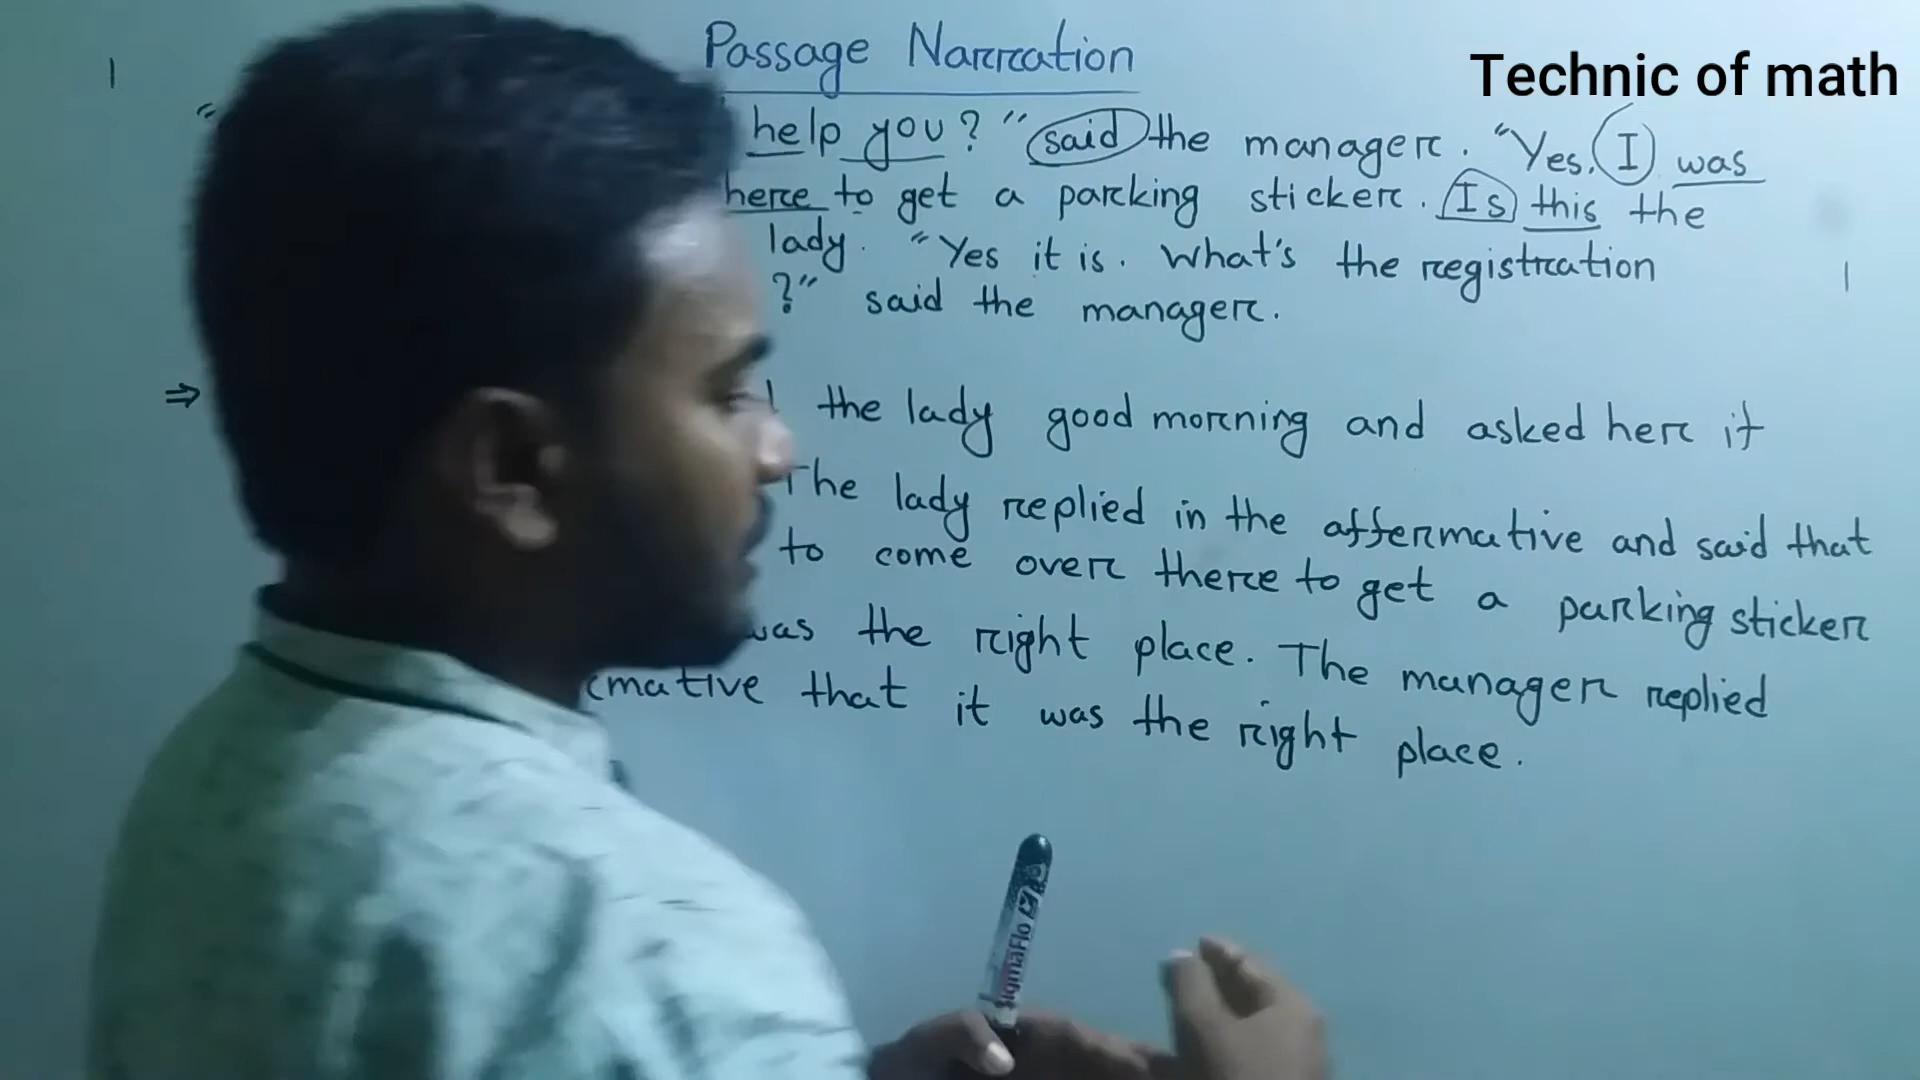 Passage Narration
Technic of math
help you?" said the manager. "Yes, I was
here to get a parking sticker. Is this the
lady. "Yes it is. What's the registration
?" said the manager.
⇒ the lady good morning and asked her if
The lady replied in the affermative and said that
to come over there to get a parking sticker
was the right place. The manager replied
that it was the right place.
SigmaFlo